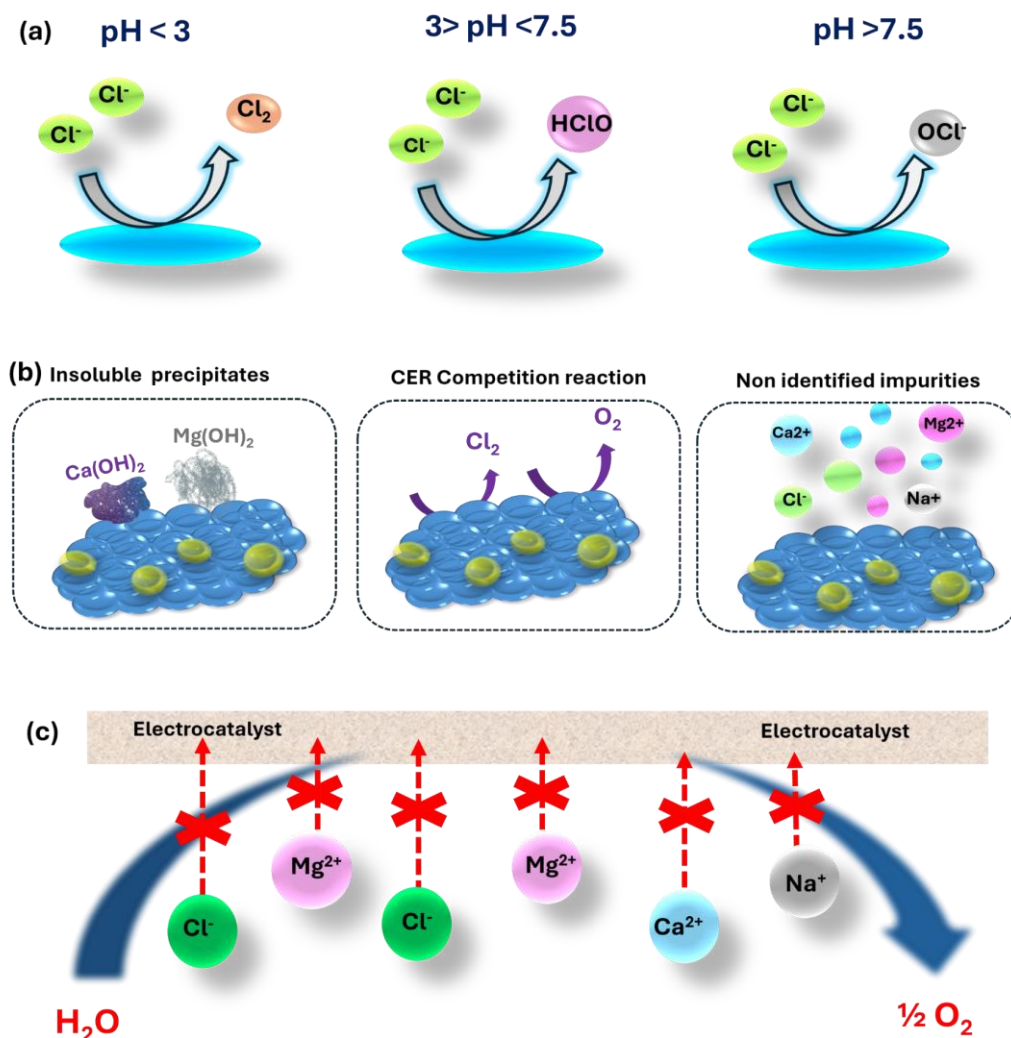 (a)
pH < 3
3> pH <7.5
pH >7.5
Cl⁻
Cl⁻
Cl₂
Cl⁻
Cl⁻
HClO
Cl⁻
Cl⁻
OCl⁻
(b)
Insoluble precipitates
CER Competition reaction
Non identified impurities
Ca(OH)₂
Mg(OH)₂
Cl₂
O₂
Ca2+
Mg2+
Cl⁻
Na+
(c)
Electrocatalyst
Electrocatalyst
Cl⁻
Mg²⁺
Cl⁻
Mg²⁺
Ca²⁺
Na⁺
H₂O
½ O₂